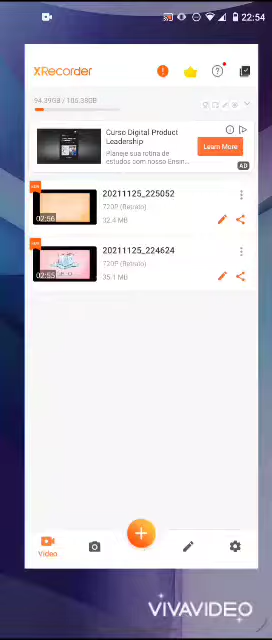 22:54
XRecorder
94.39GB / 106.38GB
Curso Digital Product
Leadership
Planeje sua rotina de
estudos com nosso Ensin...
Learn More
AD
20211125_225052
720P (Retrato)
32.4 MB
02:56
20211125_224624
720P (Retrato)
35.1 MB
02:55
Vídeo
VIVAVIDEO